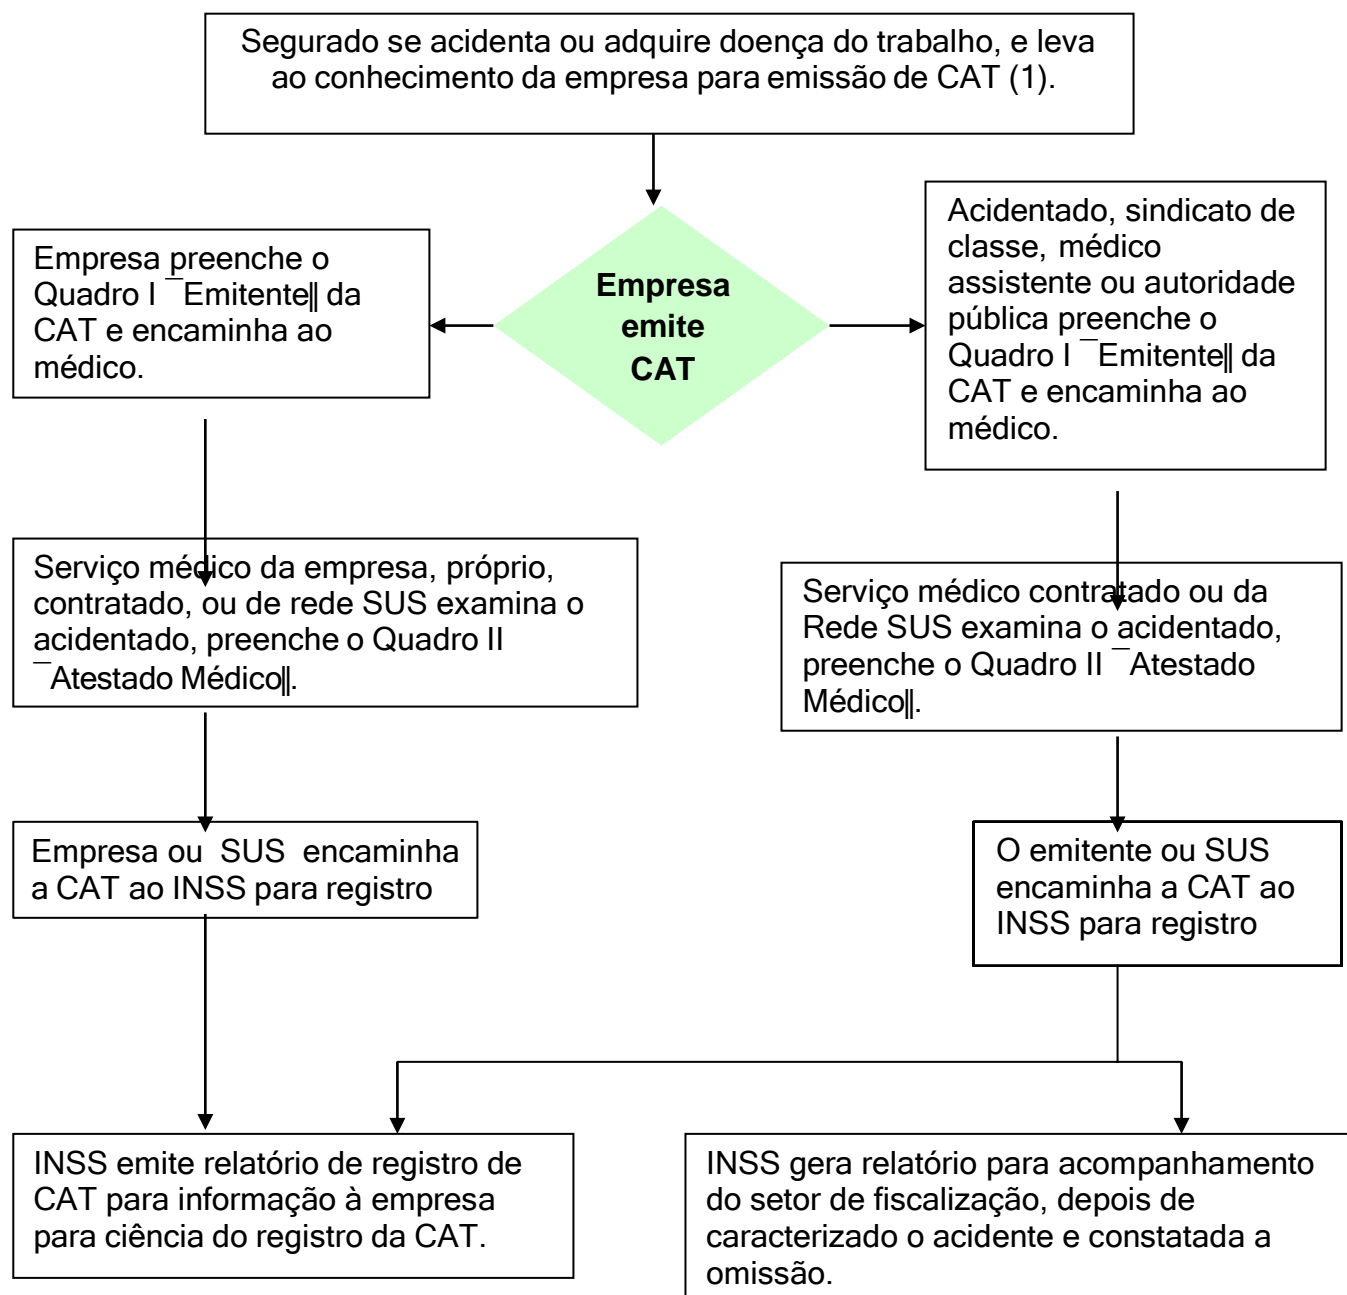 Segurado se acidenta ou adquire doença do trabalho, e leva
ao conhecimento da empresa para emissão de CAT (1).
Empresa preenche o
Quadro I ¯Emitente‖ da
CAT e encaminha ao
médico.
Empresa
emite
CAT
Acidentado, sindicato de
classe, médico
assistente ou autoridade
pública preenche o
Quadro I ¯Emitente‖ da
CAT e encaminha ao
médico.
Serviço médico da empresa, próprio,
contratado, ou de rede SUS examina o
acidentado, preenche o Quadro II
¯Atestado Médico‖.
Serviço médico contratado ou da
Rede SUS examina o acidentado,
preenche o Quadro II ¯Atestado
Médico‖.
Empresa ou SUS encaminha
a CAT ao INSS para registro
O emitente ou SUS
encaminha a CAT ao
INSS para registro
INSS emite relatório de registro de
CAT para informação à empresa
para ciência do registro da CAT.
INSS gera relatório para acompanhamento
do setor de fiscalização, depois de
caracterizado o acidente e constatada a
omissão.